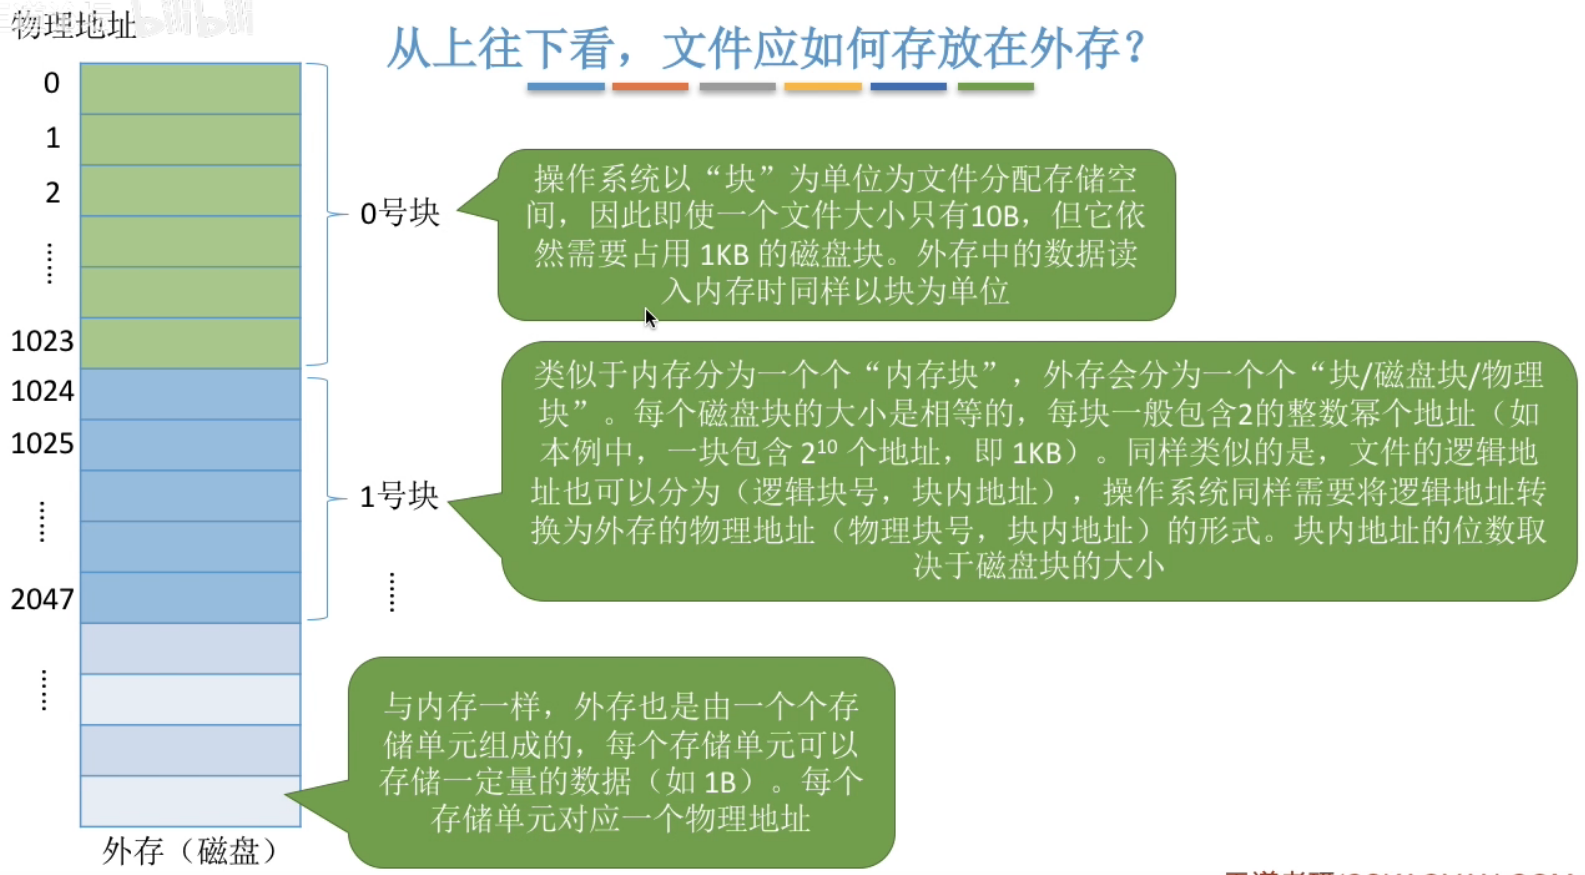 物理地址
bilibili
从上往下看，文件应如何存放在外存？
0
1
2
......
1023
1024
1025
......
2047
......
外存（磁盘）
0号块
1号块
......
操作系统以“块”为单位为文件分配存储空
间，因此即使一个文件大小只有10B，但它依
然需要占用 1KB 的磁盘块。外存中的数据读
入内存时同样以块为单位
类似于内存分为一个个“内存块”，外存会分为一个个“块/磁盘块/物理
块”。每个磁盘块的大小是相等的，每块一般包含2的整数幂个地址（如
本例中，一块包含 2¹⁰ 个地址，即 1KB）。同样类似的是，文件的逻辑地
址也可以分为（逻辑块号，块内地址），操作系统同样需要将逻辑地址转
换为外存的物理地址（物理块号，块内地址）的形式。块内地址的位数取
决于磁盘块的大小
与内存一样，外存也是由一个个存
储单元组成的，每个存储单元可以
存储一定量的数据（如 1B）。每个
存储单元对应一个物理地址